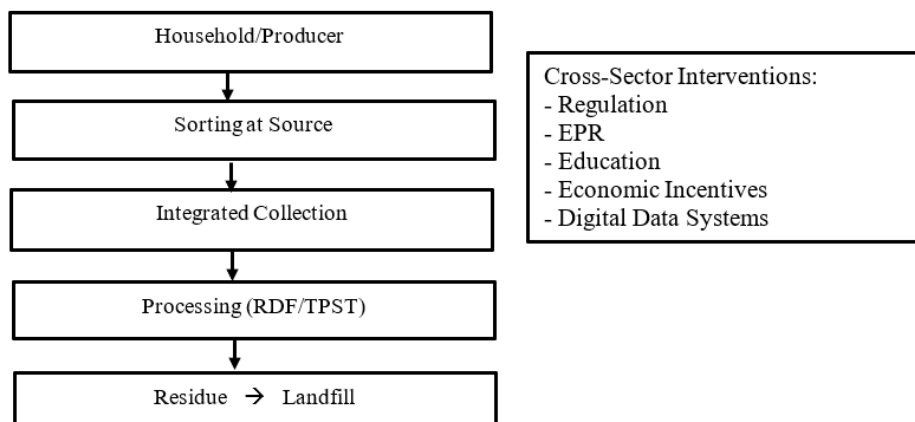 Household/Producer
Sorting at Source
Integrated Collection
Processing (RDF/TPST)
Residue → Landfill
Cross-Sector Interventions:
- Regulation
- EPR
- Education
- Economic Incentives
- Digital Data Systems